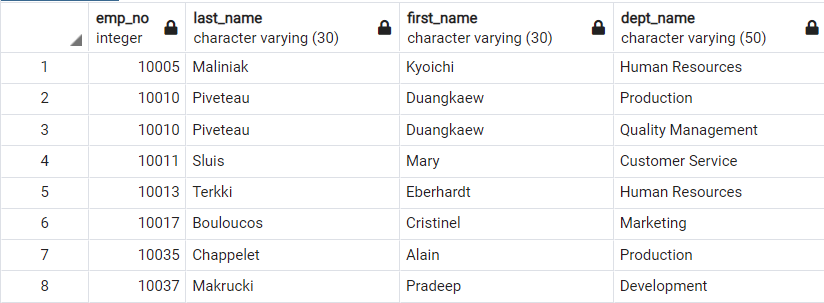 emp_no last_name first_name dept_name
integer character varying (30) character varying (30) character varying (50)
1 10005 Maliniak Kyoichi Human Resources
2 10010 Piveteau Duangkaew Production
3 10010 Piveteau Duangkaew Quality Management
4 10011 Sluis Mary Customer Service
5 10013 Terkki Eberhardt Human Resources
6 10017 Bouloucos Cristinel Marketing
7 10035 Chappelet Alain Production
8 10037 Makrucki Pradeep Development